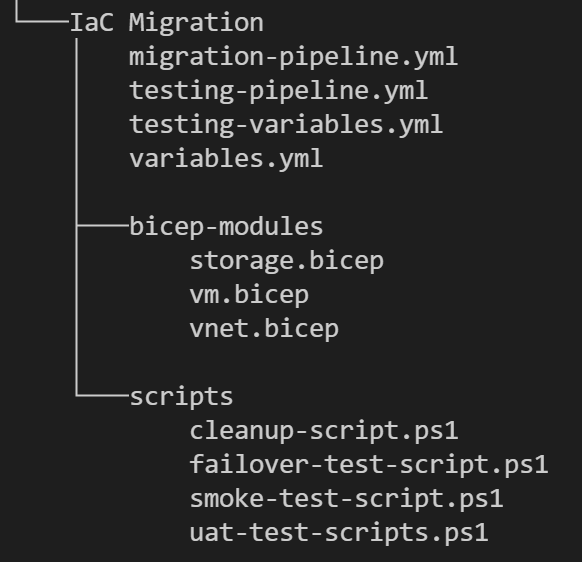 IaC Migration
migration-pipeline.yml
testing-pipeline.yml
testing-variables.yml
variables.yml
bicep-modules
storage.bicep
vm.bicep
vnet.bicep
scripts
cleanup-script.ps1
failover-test-script.ps1
smoke-test-script.ps1
uat-test-scripts.ps1